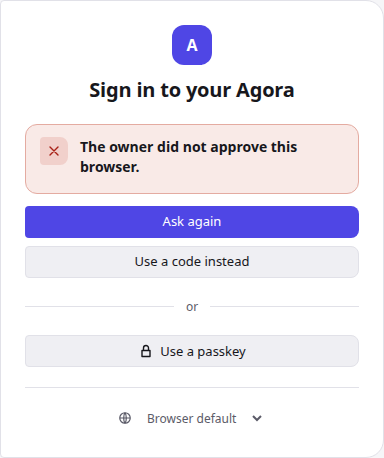 A
Sign in to your Agora
The owner did not approve this
browser.
Ask again
Use a code instead
or
Use a passkey
Browser default